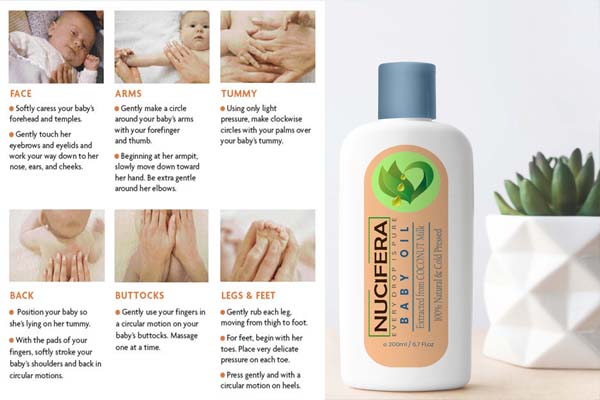 FACE
Softly caress your baby's
forehead and temples.
Gently touch her
eyebrows and eyelids and
work your way down to her
nose, ears, and cheeks.
ARMS
Gently make a circle
around your baby's arms
with your forefinger
and thumb.
Beginning at her armpit,
slowly move down toward
her hand. Be extra gentle
around her elbows.
TUMMY
Using only light
pressure, make clockwise
circles with your palms over
your baby's tummy.
BACK
Position your baby so
she's lying on her tummy.
With the pads of your
fingers, softly stroke your
baby's shoulders and back in
circular motions.
BUTTOCKS
Gently use your fingers in
a circular motion on your
baby's buttocks. Massage
one at a time.
LEGS & FEET
Gently rub each leg,
moving from thigh to foot.
For feet, begin with her
toes. Place very delicate
pressure on each toe.
Press gently and with a
circular motion on heels.
NUCIFERA
EVERY DROP IS PURE
BABY OIL
Extracted from COCONUT Milk
100% Natural & Cold Pressed
e 200ml / 6.7 Fl.oz